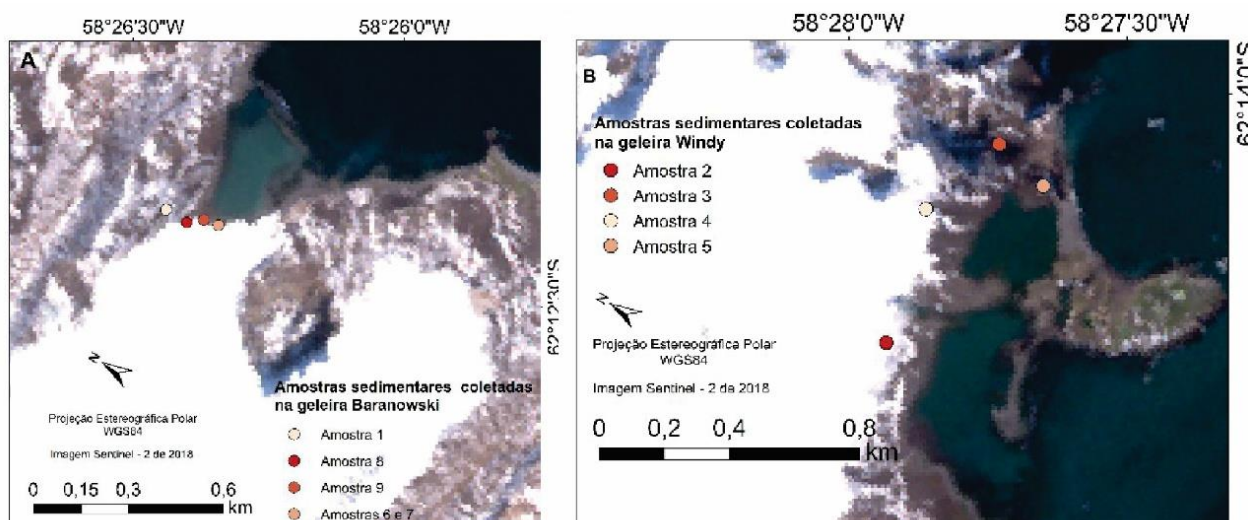 58°26'30"W
58°26'0"W
A
62°12'30"S
N
Projeção Estereográfica Polar
WGS84
Imagem Sentinel - 2 de 2018
0 0,15 0,3 0,6
km
Amostras sedimentares coletadas
na geleira Baranowski
Amostra 1
Amostra 8
Amostra 9
Amostras 6 e 7
58°28'0"W
58°27'30"W
B
62°14'0"S
Amostras sedimentares coletadas
na geleira Windy
Amostra 2
Amostra 3
Amostra 4
Amostra 5
N
Projeção Estereográfica Polar
WGS84
Imagem Sentinel - 2 de 2018
0 0,2 0,4 0,8
km